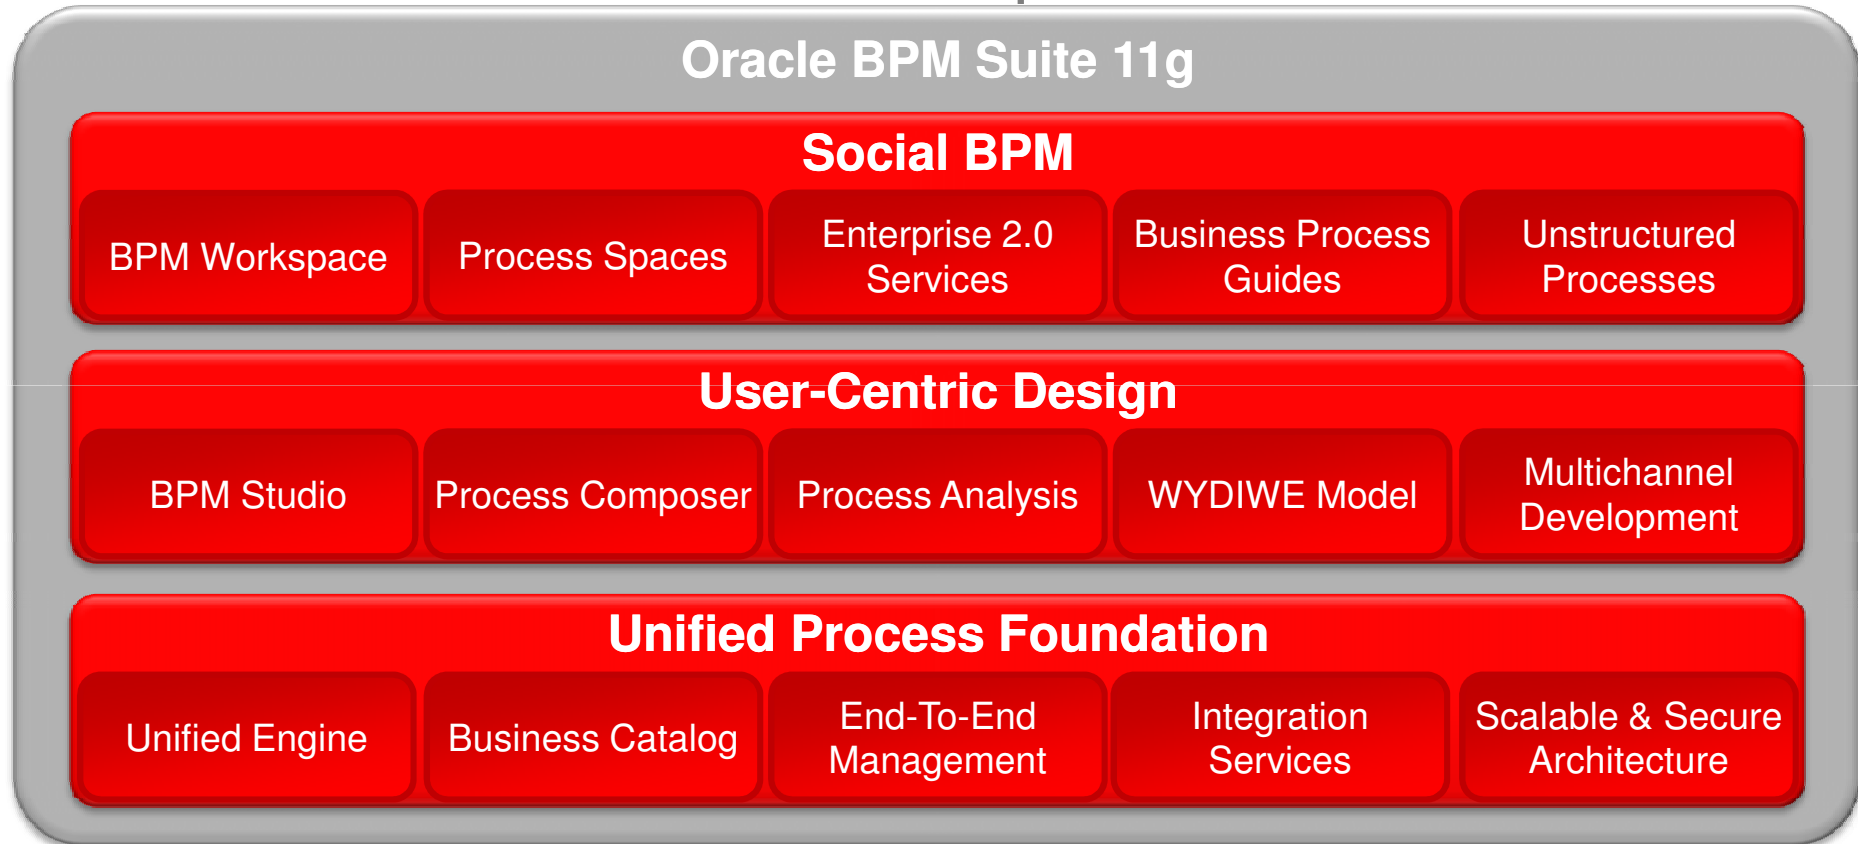 Oracle BPM Suite 11g
Social BPM
BPM Workspace
Process Spaces
Enterprise 2.0
Services
Business Process
Guides
Unstructured
Processes
User-Centric Design
BPM Studio
Process Composer
Process Analysis
WYDIWE Model
Multichannel
Development
Unified Process Foundation
Unified Engine
Business Catalog
End-To-End
Management
Integration
Services
Scalable & Secure
Architecture